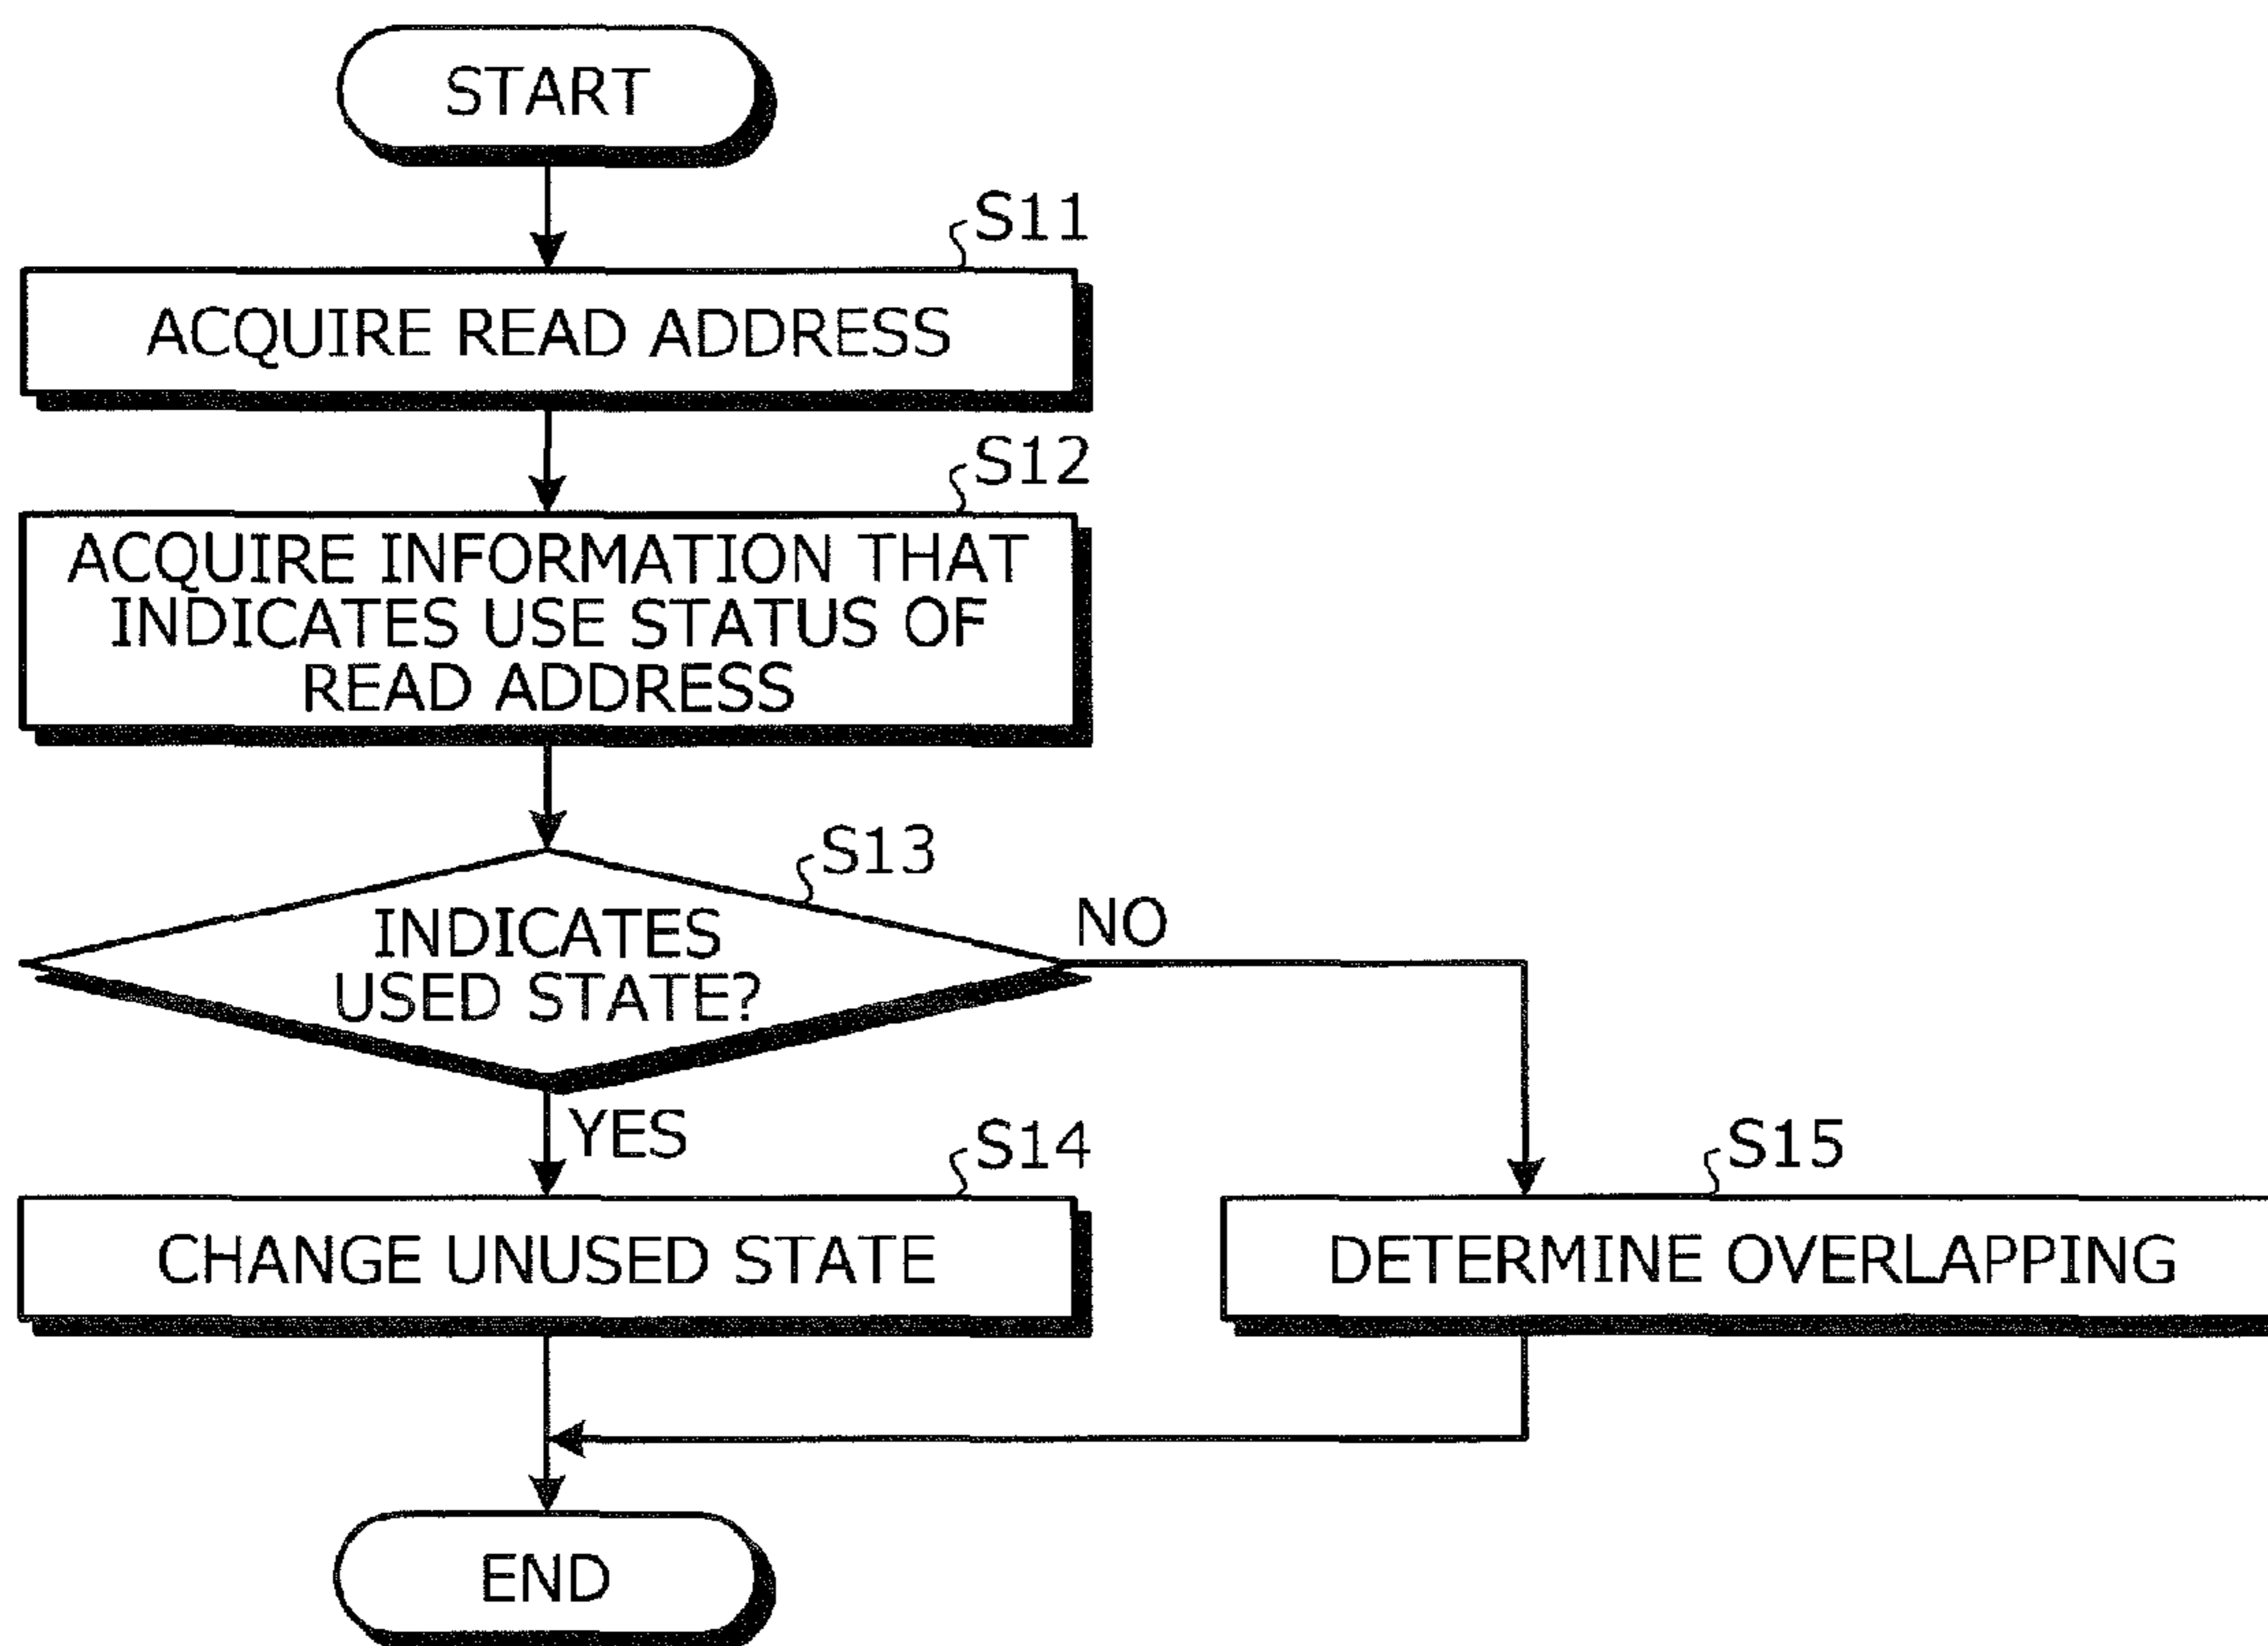 START
S11
ACQUIRE READ ADDRESS
S12
ACQUIRE INFORMATION THAT
INDICATES USE STATUS OF
READ ADDRESS
S13
INDICATES
USED STATE?
NO
YES
S14
CHANGE UNUSED STATE
S15
DETERMINE OVERLAPPING
END